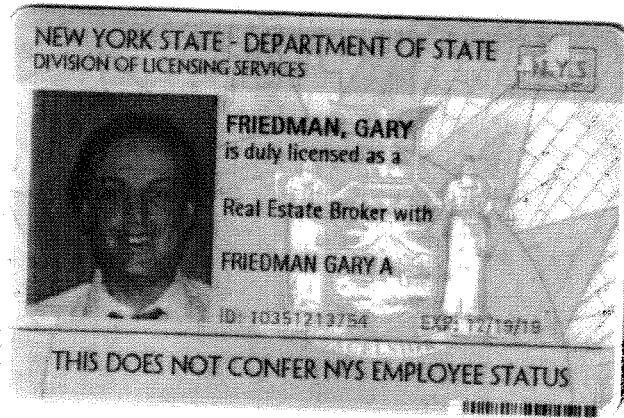 NEW YORK STATE - DEPARTMENT OF STATE
DIVISION OF LICENSING SERVICES
N.Y.S
FRIEDMAN, GARY
is duly licensed as a
Real Estate Broker with
FRIEDMAN GARY A
ID: 10351213754 EXP: 12/19/19
THIS DOES NOT CONFER NYS EMPLOYEE STATUS